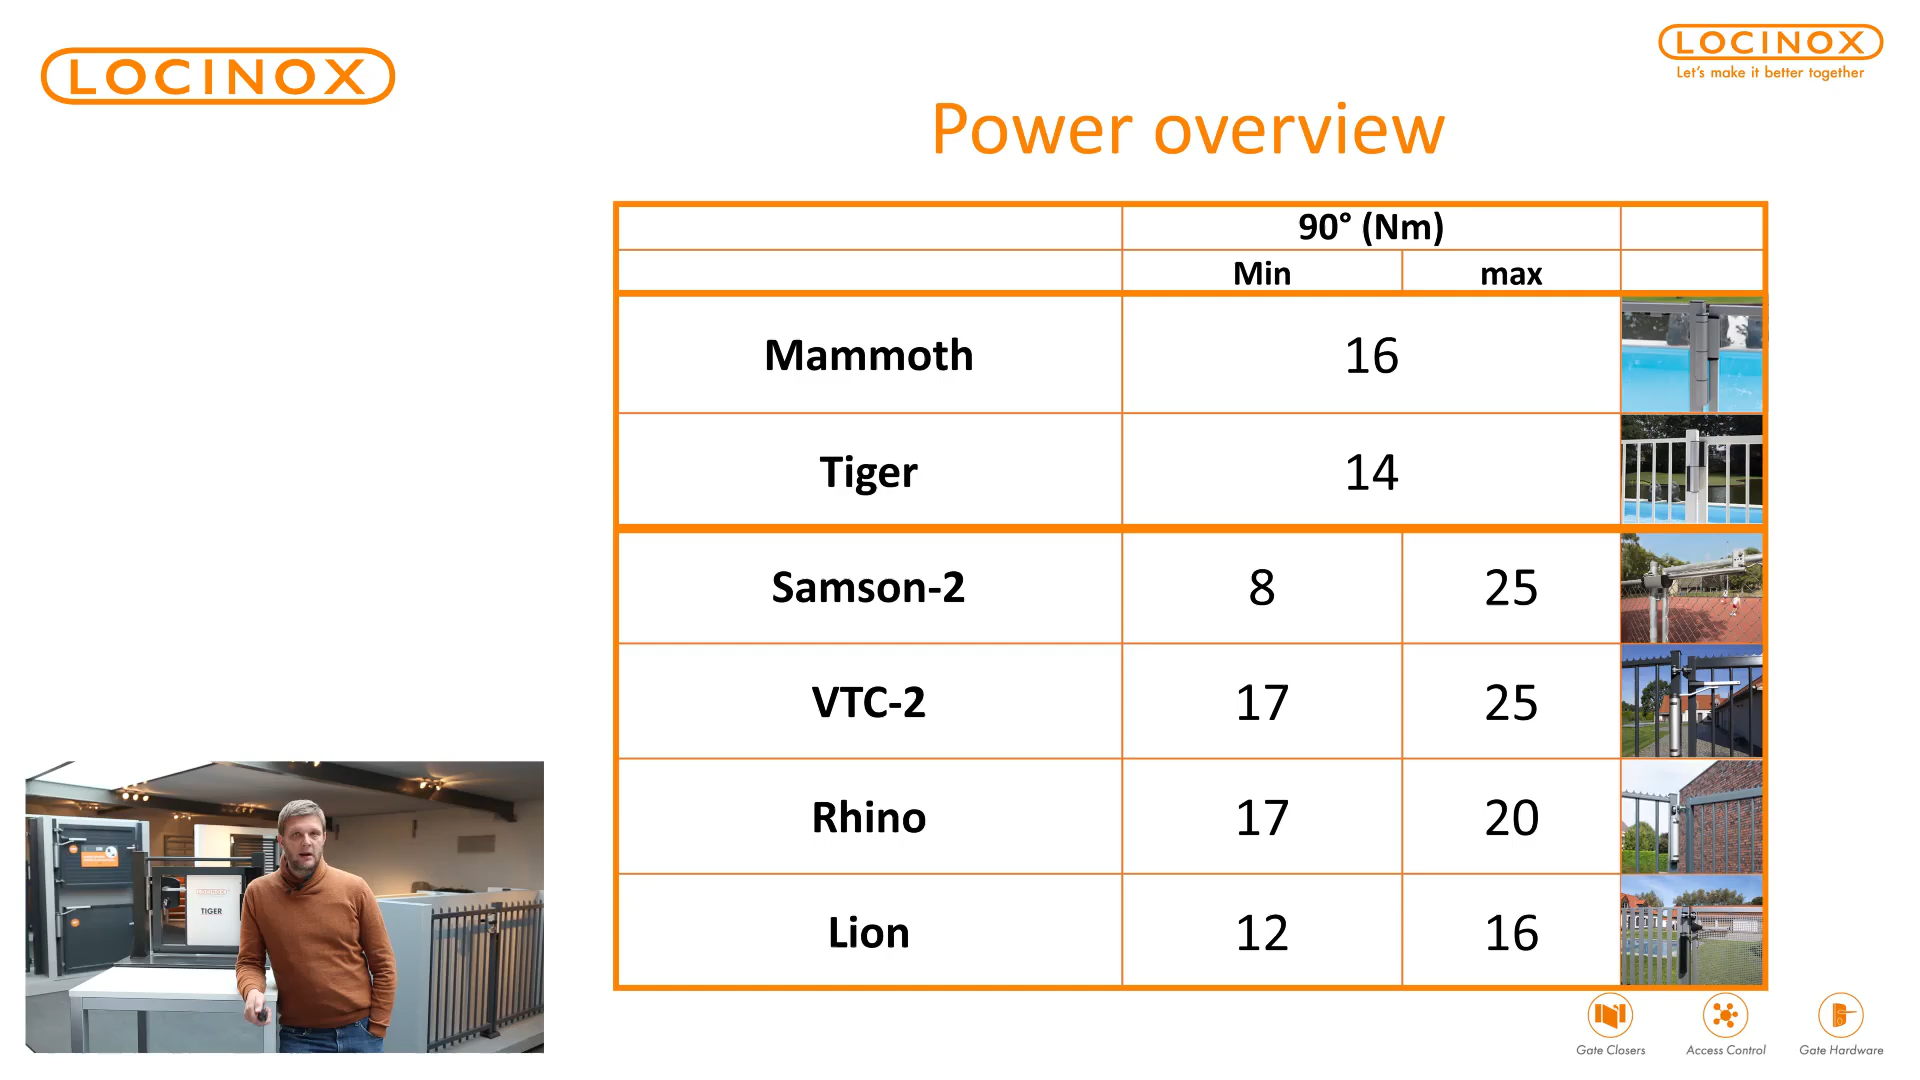 LOCINOX
LOCINOX
Let's make it better together
Power overview
90° (Nm)
Min max
Mammoth 16
Tiger 14
Samson-2 8 25
VTC-2 17 25
Rhino 17 20
Lion 12 16
LOCINOX
TIGER
Gate Closers Access Control Gate Hardware